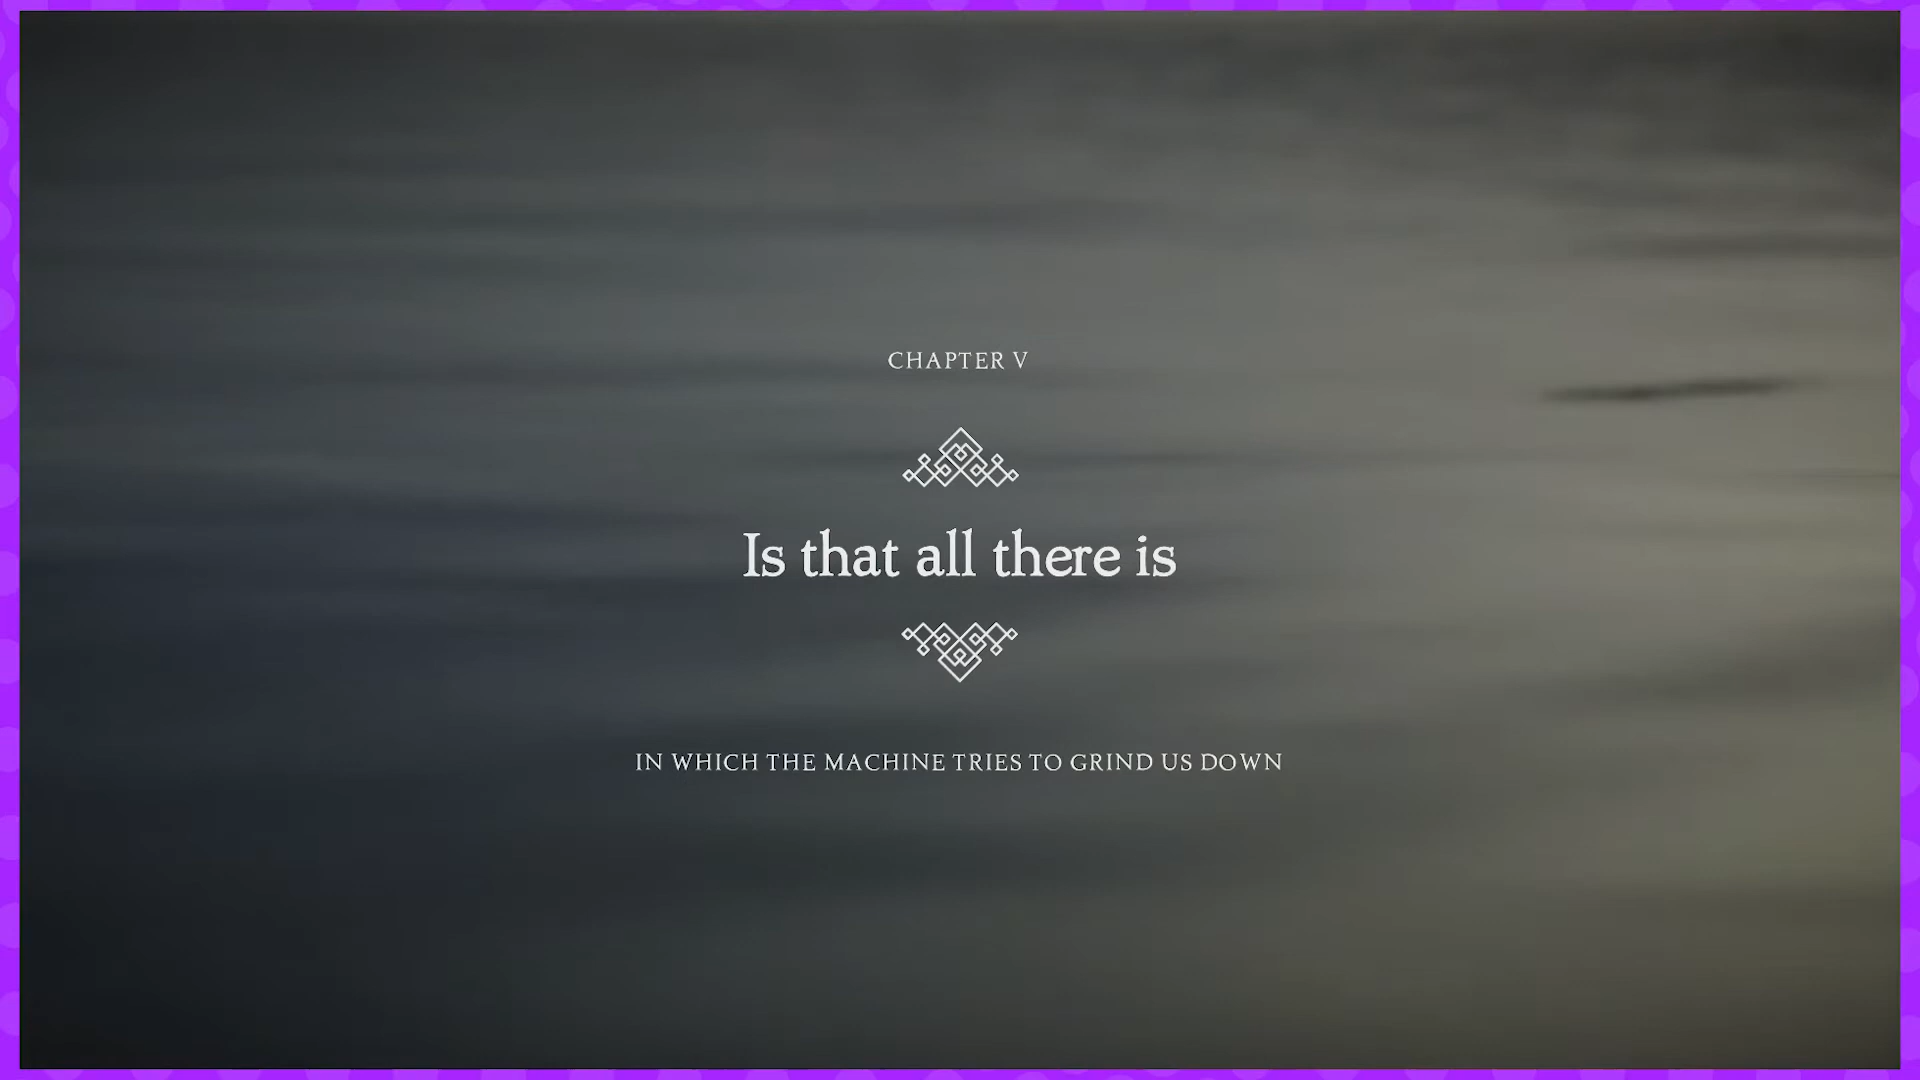 CHAPTER V
Is that all there is
IN WHICH THE MACHINE TRIES TO GRIND US DOWN